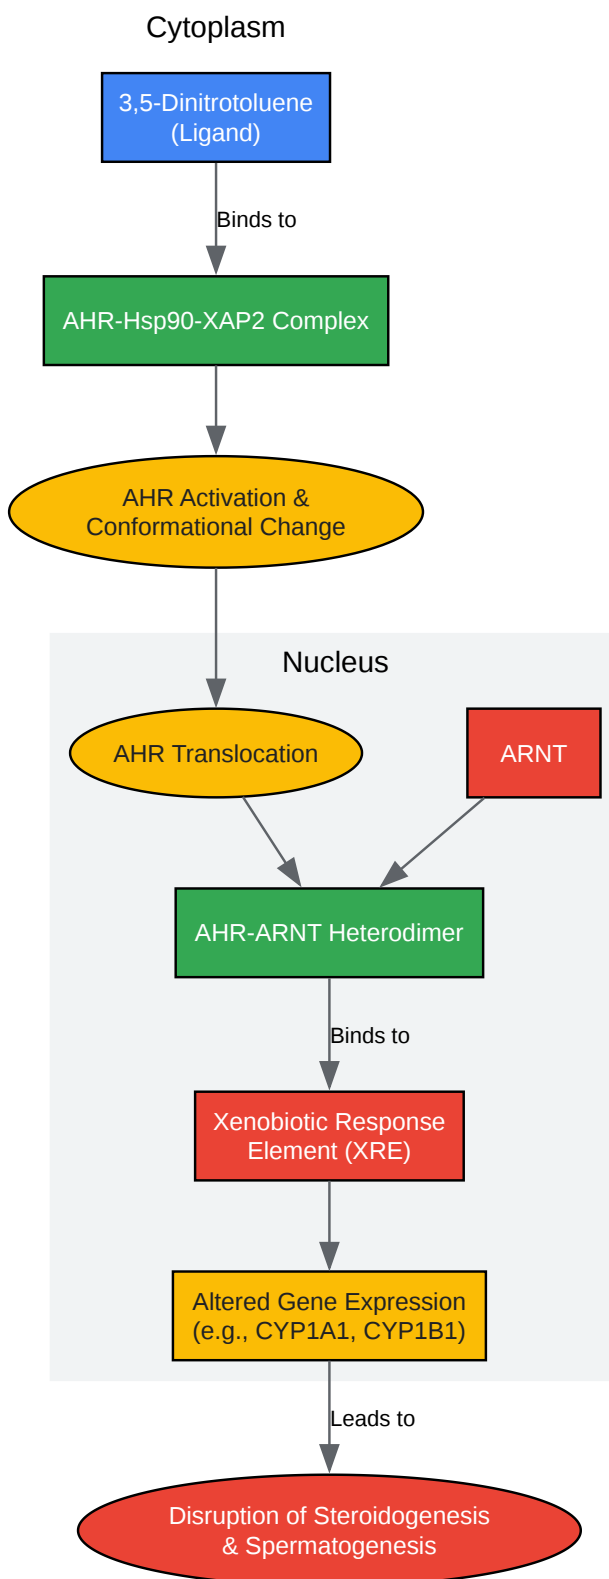 Cytoplasm
3,5-Dinitrotoluene
(Ligand)
Binds to
AHR-Hsp90-XAP2 Complex
AHR Activation &
Conformational Change
Nucleus
AHR Translocation
ARNT
AHR-ARNT Heterodimer
Binds to
Xenobiotic Response
Element (XRE)
Altered Gene Expression
(e.g., CYP1A1, CYP1B1)
Leads to
Disruption of Steroidogenesis
& Spermatogenesis